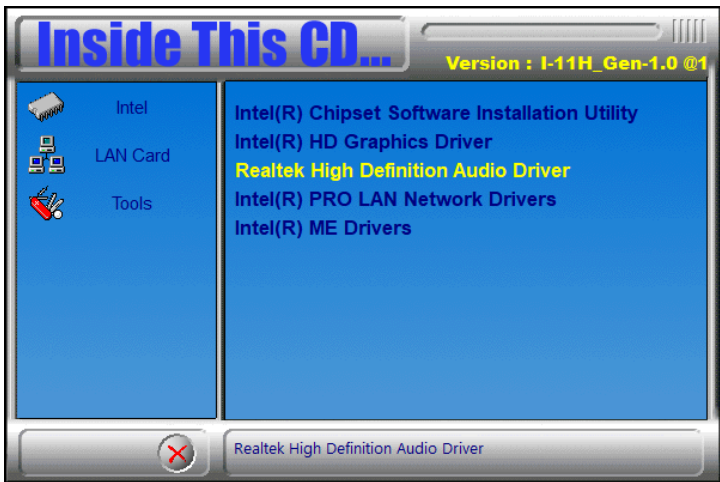 Inside This CD...
Version : I-11H_Gen-1.0 @1
Intel
LAN Card
Tools
Intel(R) Chipset Software Installation Utility
Intel(R) HD Graphics Driver
Realtek High Definition Audio Driver
Intel(R) PRO LAN Network Drivers
Intel(R) ME Drivers
Realtek High Definition Audio Driver